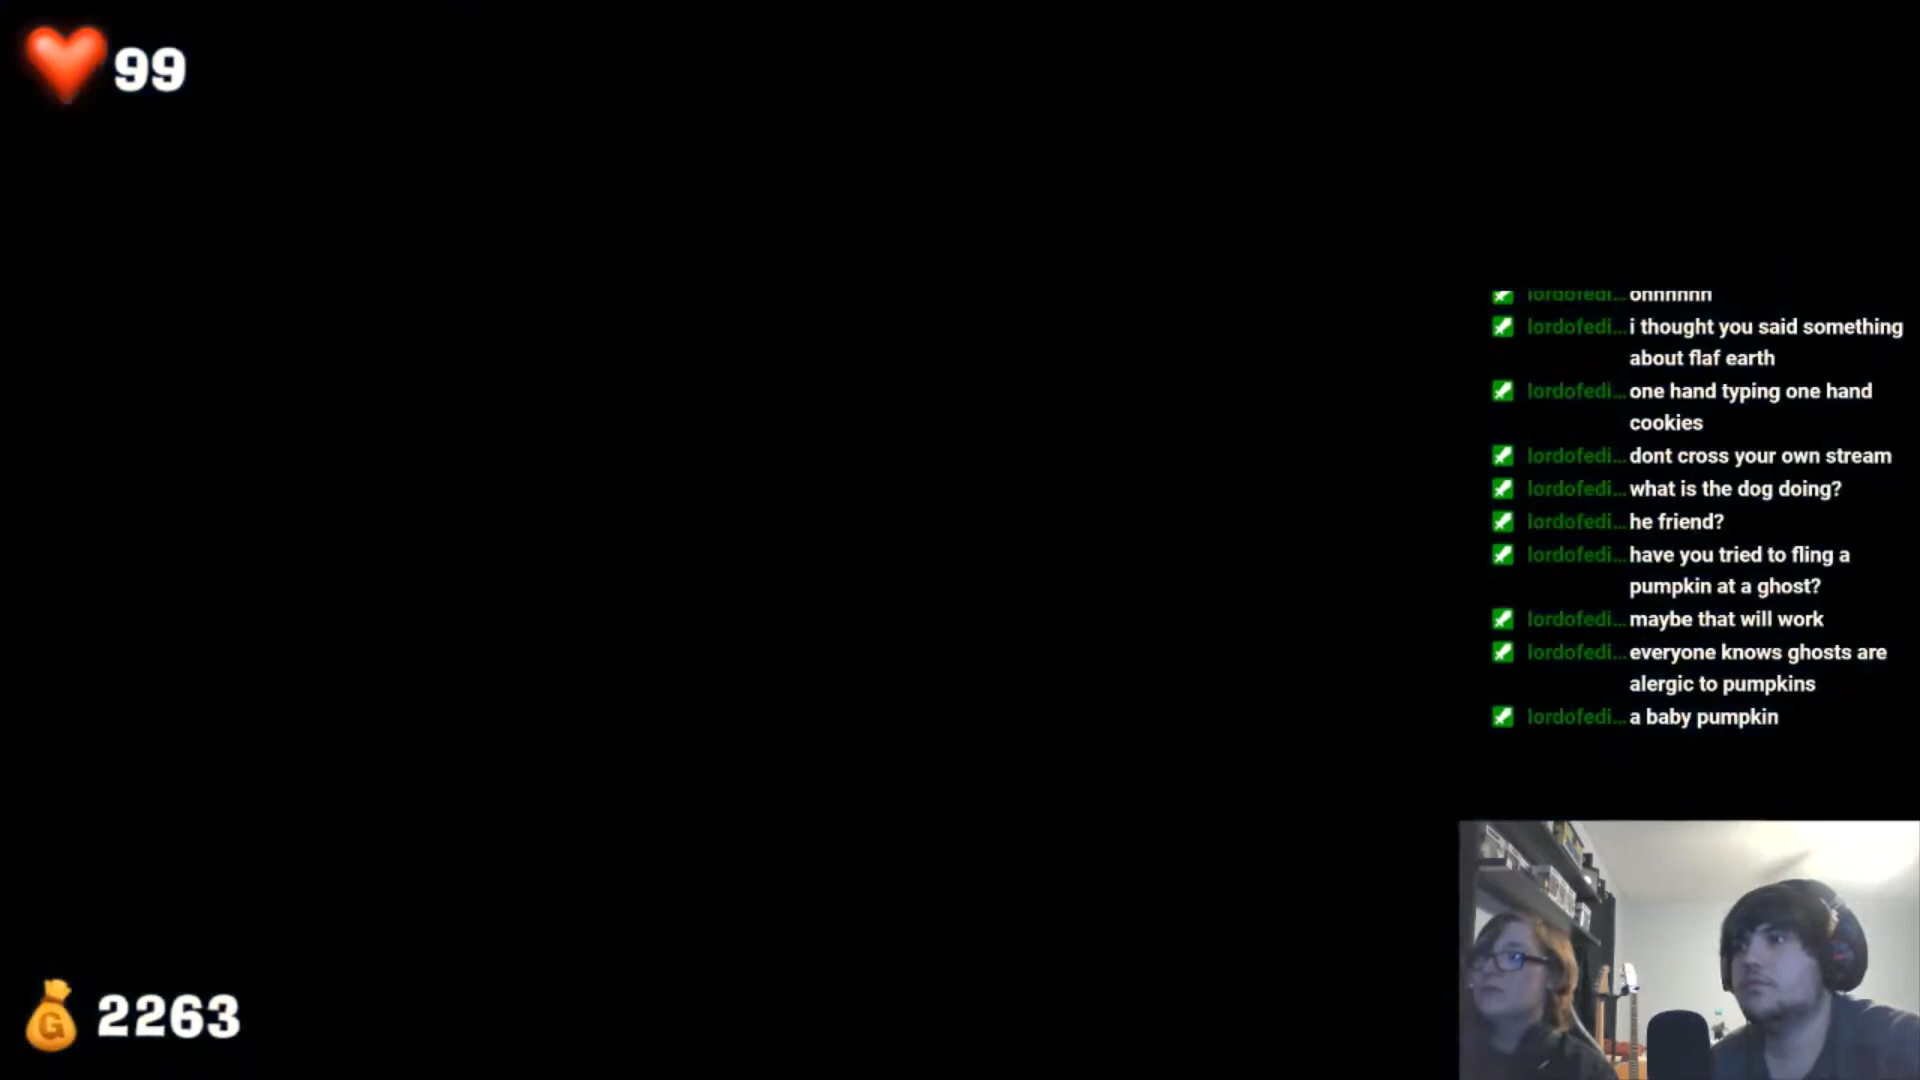 99
lordofedi... ohhhhhh
lordofedi... i thought you said something
about flaf earth
lordofedi... one hand typing one hand
cookies
lordofedi... dont cross your own stream
lordofedi... what is the dog doing?
lordofedi... he friend?
lordofedi... have you tried to fling a
pumpkin at a ghost?
lordofedi... maybe that will work
lordofedi... everyone knows ghosts are
alergic to pumpkins
lordofedi... a baby pumpkin
G 2263